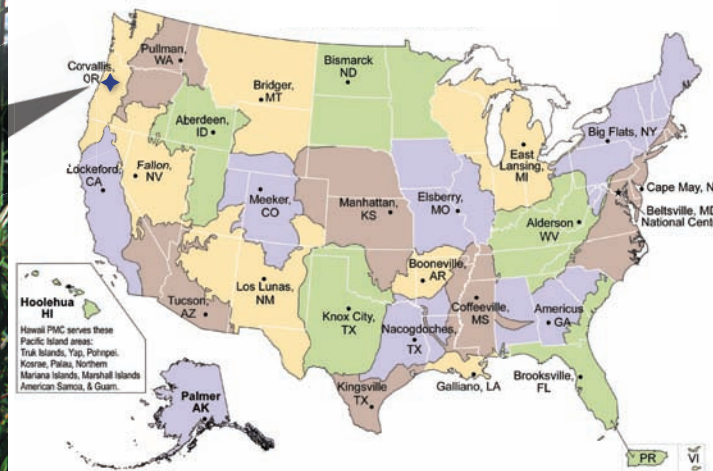 Pullman,
WA
Corvallis,
OR
Bismarck
ND
Bridger,
MT
Aberdeen,
ID
East
Lansing,
MI
Big Flats, NY
Lockeford,
CA
Fallon,
NV
Meeker,
CO
Manhattan,
KS
Elsberry,
MO
Alderson
WV
Cape May, N
Beltsville, MD
National Cent
Tucson,
AZ
Los Lunas,
NM
Knox City,
TX
Booneville,
AR
Coffeeville,
MS
Americus
GA
Nacogdoches,
TX
Kingsville
TX
Galliano, LA
Brooksville,
FL
Hoolehua
HI
Hawaii PMC serves these
Pacific Island areas:
Truk Islands, Yap, Pohnpei.
Kosrae, Palau, Northern
Mariana Islands, Marshall Islands
American Samoa, & Guam.
Palmer
AK
PR
VI